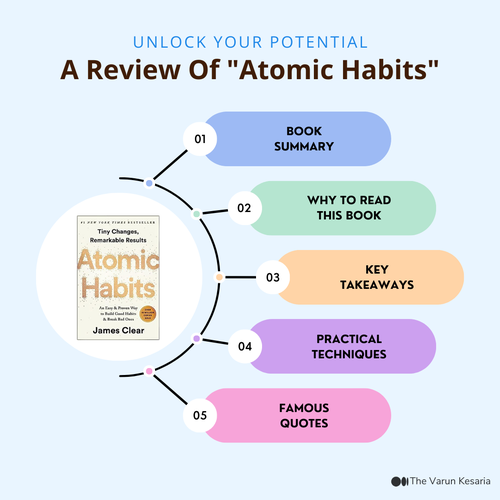 UNLOCK YOUR POTENTIAL
A Review Of "Atomic Habits"
01
BOOK
SUMMARY
02
WHY TO READ
THIS BOOK
03
KEY
TAKEAWAYS
04
PRACTICAL
TECHNIQUES
05
FAMOUS
QUOTES
#1 NEW YORK TIMES BESTSELLER
Tiny Changes,
Remarkable Results
Atomic
Habits
An Easy & Proven Way
to Build Good Habits
& Break Bad Ones
James Clear
The Varun Kesaria